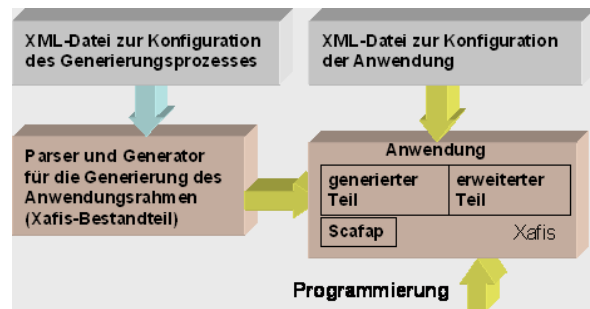 XML-Datei zur Konfiguration
des Generierungsprozesses
XML-Datei zur Konfiguration
der Anwendung
Parser und Generator
für die Generierung des
Anwendungsrahmen
(Xafis-Bestandteil)
Anwendung
generierter
Teil
erweiterter
Teil
Scafap
Xafis
Programmierung